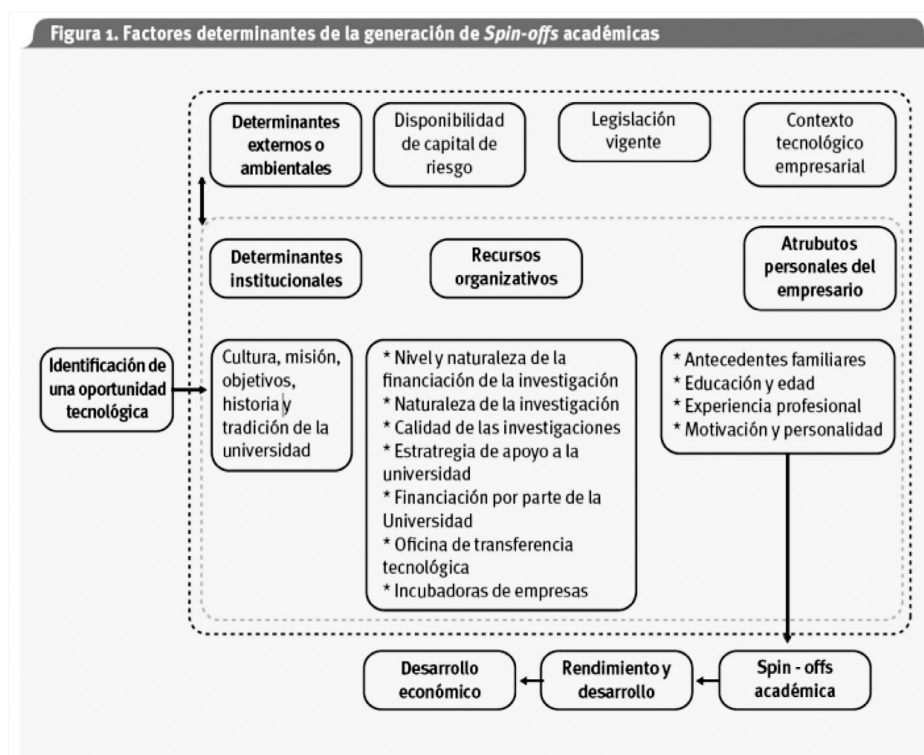 Figura 1. Factores determinantes de la generación de Spin-offs académicas
Determinantes
externos o
ambientales
Disponibilidad
de capital de
riesgo
Legislación
vigente
Contexto
tecnológico
empresarial
Determinantes
institucionales
Recursos
organizativos
Atrubutos
personales del
empresario
Identificación de
una oportunidad
tecnológica
Cultura, misión,
objetivos,
historia y
tradición de la
universidad
* Nivel y naturaleza de la
financiación de la investigación
* Naturaleza de la investigación
* Calidad de las investigaciones
* Estratregia de apoyo a la
universidad
* Financiación por parte de la
Universidad
* Oficina de transferencia
tecnológica
* Incubadoras de empresas
* Antecedentes familiares
* Educación y edad
* Experiencia profesional
* Motivación y personalidad
Desarrollo
económico
Rendimiento y
desarrollo
Spin - offs
académica